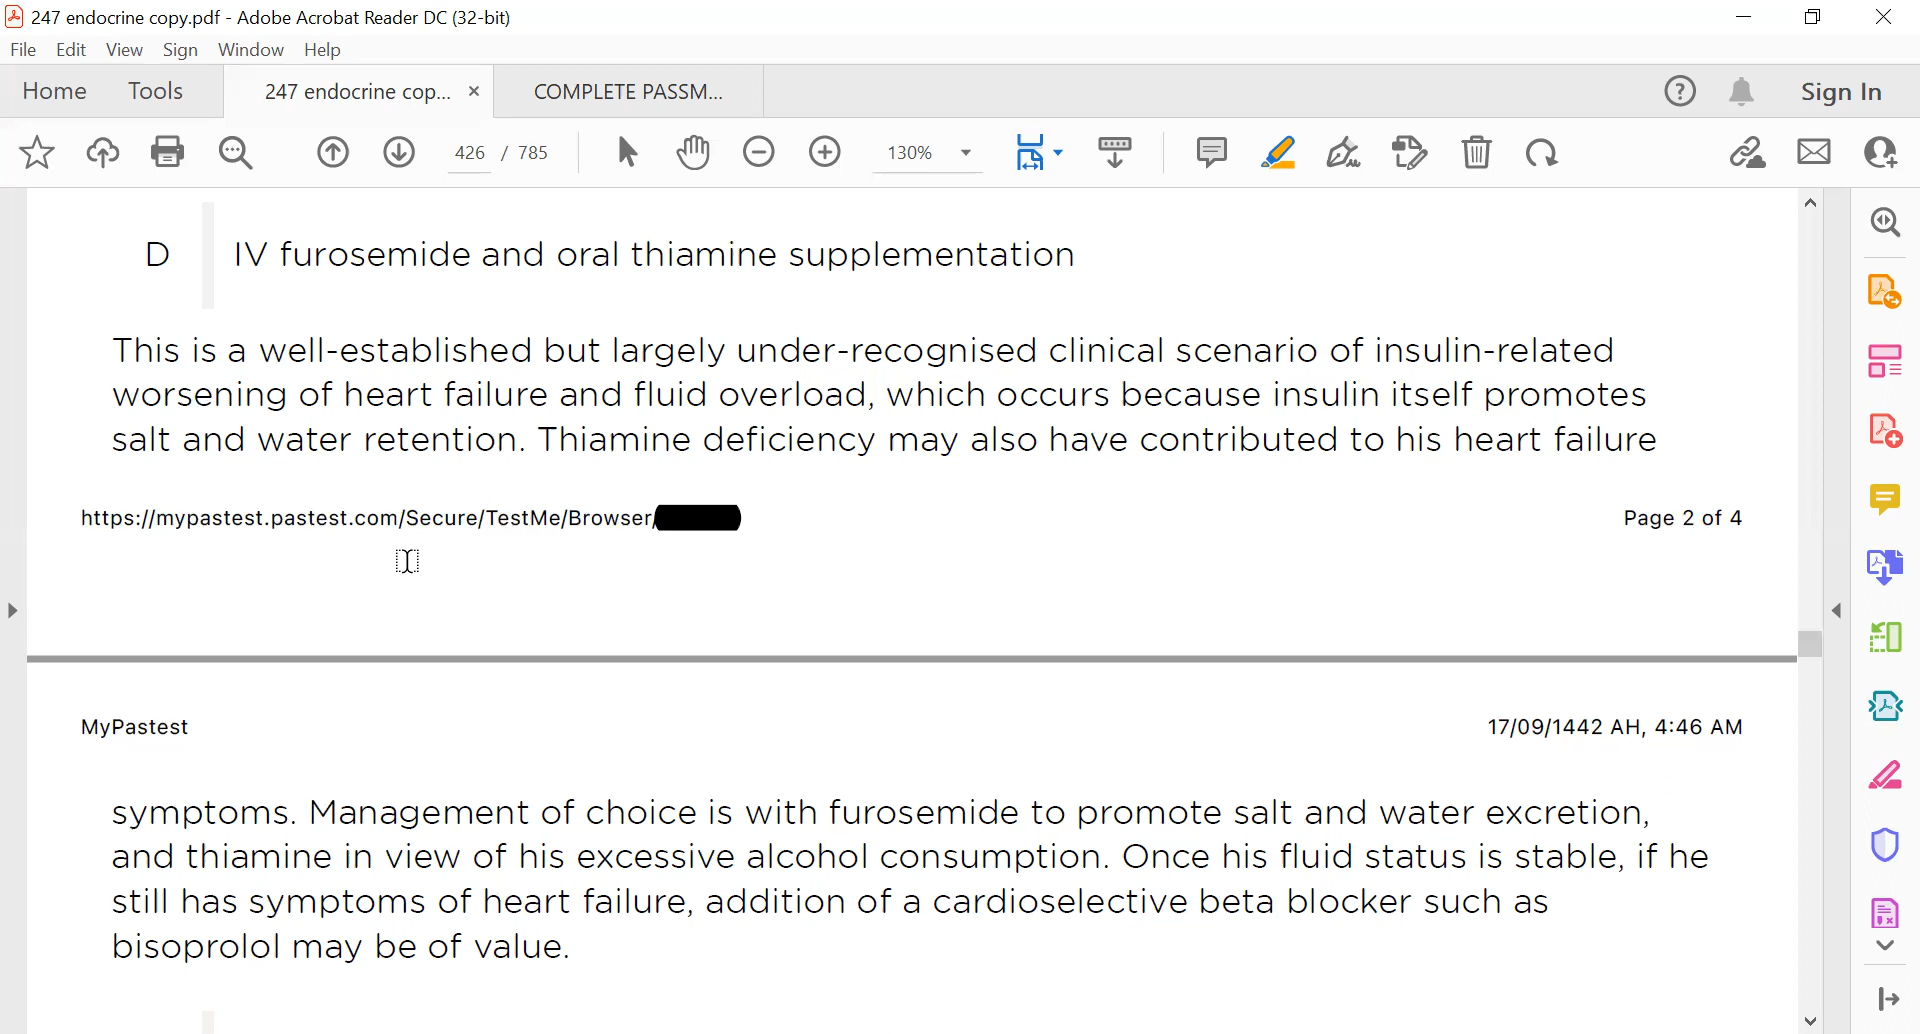 247 endocrine copy.pdf - Adobe Acrobat Reader DC (32-bit)
File Edit View Sign Window Help
Home Tools 247 endocrine cop... × COMPLETE PASSM... Sign In
426 / 785 130%
D IV furosemide and oral thiamine supplementation
This is a well-established but largely under-recognised clinical scenario of insulin-related
worsening of heart failure and fluid overload, which occurs because insulin itself promotes
salt and water retention. Thiamine deficiency may also have contributed to his heart failure
https://mypastest.pastest.com/Secure/TestMe/Browser/ Page 2 of 4
MyPastest 17/09/1442 AH, 4:46 AM
symptoms. Management of choice is with furosemide to promote salt and water excretion,
and thiamine in view of his excessive alcohol consumption. Once his fluid status is stable, if he
still has symptoms of heart failure, addition of a cardioselective beta blocker such as
bisoprolol may be of value.